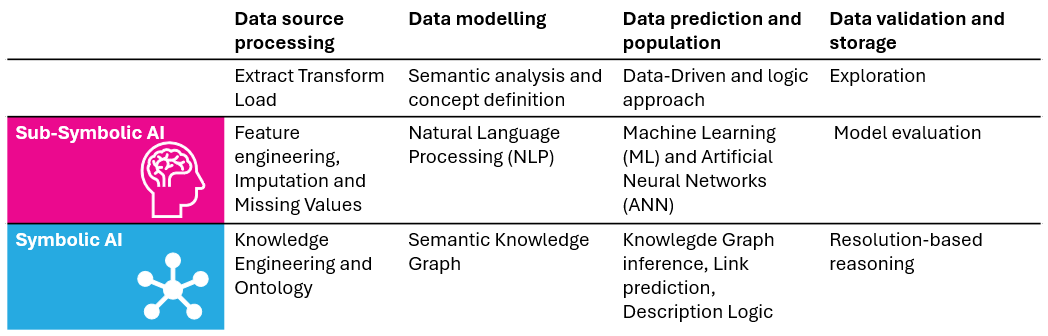 Data source
processing
Data modelling
Data prediction and
population
Data validation and
storage
Extract Transform
Load
Semantic analysis and
concept definition
Data-Driven and logic
approach
Exploration
Sub-Symbolic AI
Feature
engineering,
Imputation and
Missing Values
Natural Language
Processing (NLP)
Machine Learning
(ML) and Artificial
Neural Networks
(ANN)
Model evaluation
Symbolic AI
Knowledge
Engineering and
Ontology
Semantic Knowledge
Graph
Knowlegde Graph
inference, Link
prediction,
Description Logic
Resolution-based
reasoning